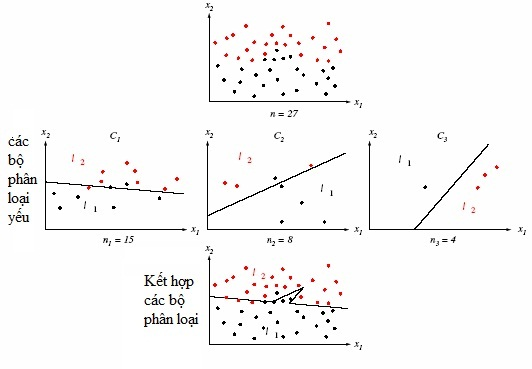 x2
x1
n = 27
các
bộ
phân
loại
yếu
x2
C1
l 2
l 1
x1
n1 = 15
x2
C2
l 2
l 1
x1
n2 = 8
x2
C3
l 1
l 2
x1
n3 = 4
Kết hợp
các bộ
phân loại
x2
l 2
l 1
x1